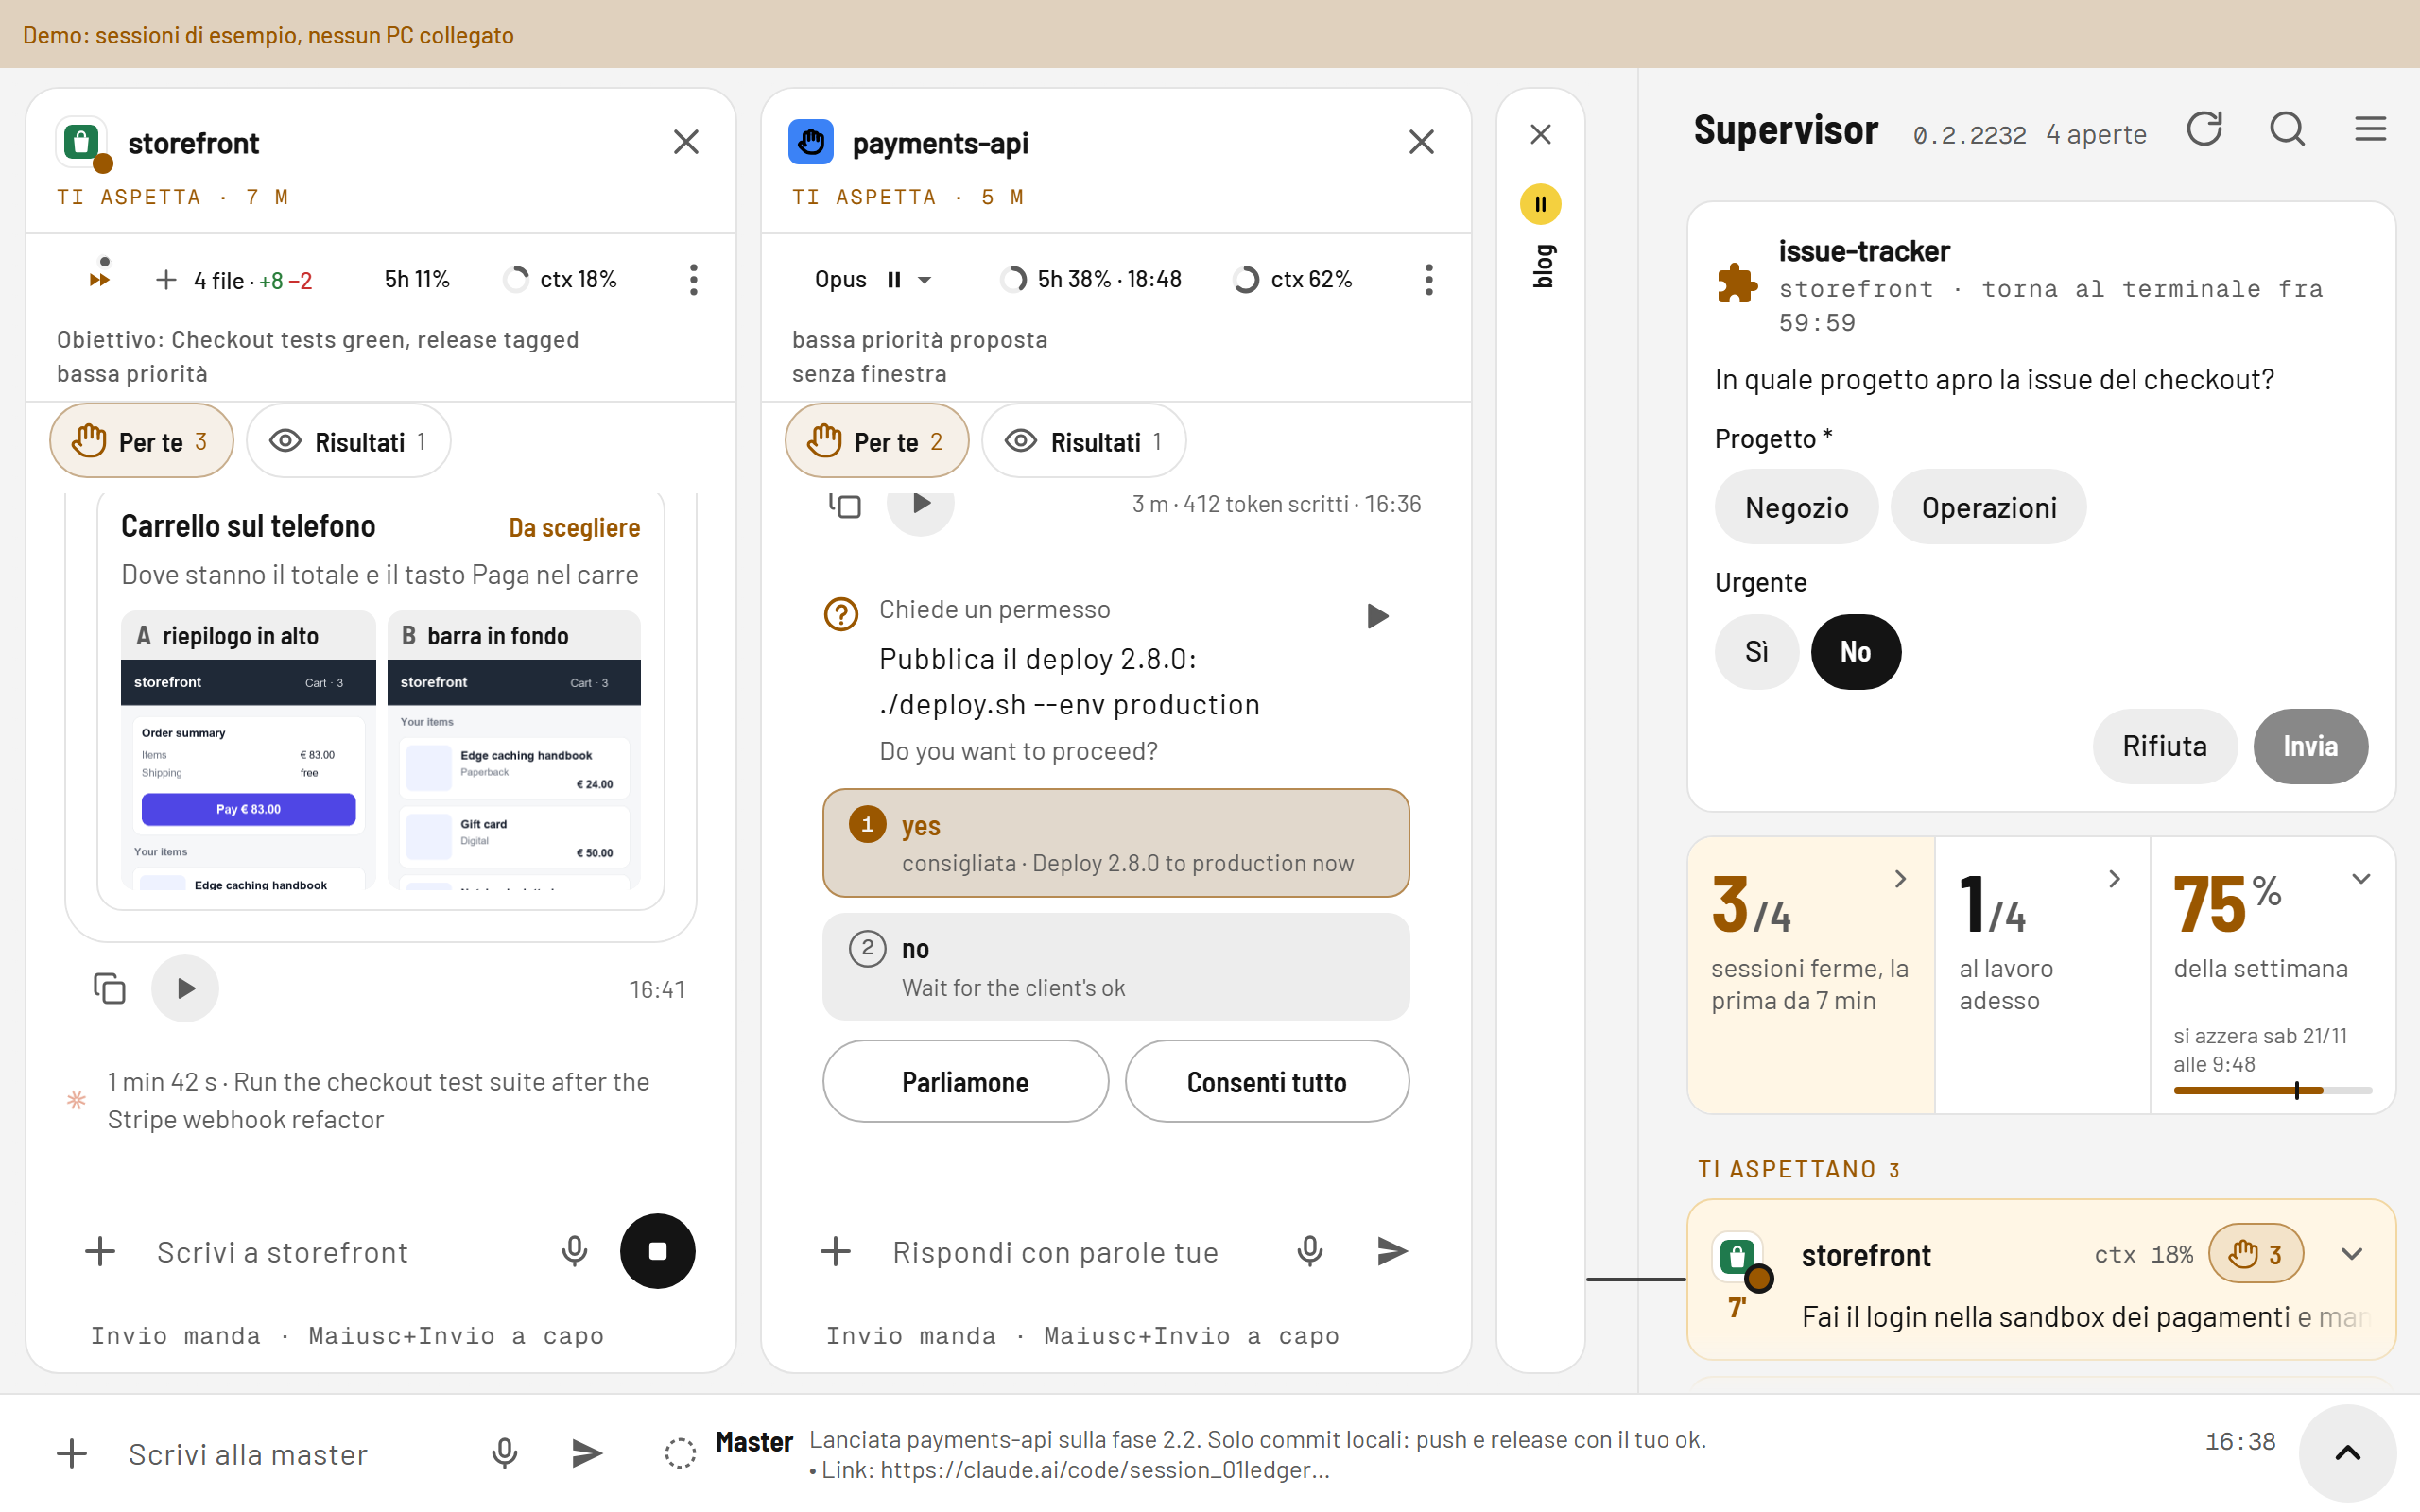 Demo: sessioni di esempio, nessun PC collegato
storefront
TI ASPETTA · 7 M
4 file · +8 −2
5h 11%
ctx 18%
Obiettivo: Checkout tests green, release tagged
bassa priorità
Per te 3
Risultati 1
Carrello sul telefono
Da scegliere
Dove stanno il totale e il tasto Paga nel carre
A riepilogo in alto
storefront
Cart · 3
Order summary
Items € 83.00
Shipping free
Pay € 83.00
Your items
Edge caching handbook
B barra in fondo
storefront
Cart · 3
Your items
Edge caching handbook
Paperback
€ 24.00
Gift card
Digital
€ 50.00
16:41
1 min 42 s · Run the checkout test suite after the
Stripe webhook refactor
Scrivi a storefront
Invio manda · Maiusc+Invio a capo
payments-api
TI ASPETTA · 5 M
Opus
5h 38% · 18:48
ctx 62%
bassa priorità proposta
senza finestra
Per te 2
Risultati 1
3 m · 412 token scritti · 16:36
Chiede un permesso
Pubblica il deploy 2.8.0:
./deploy.sh --env production
Do you want to proceed?
1 yes
consigliata · Deploy 2.8.0 to production now
2 no
Wait for the client's ok
Parliamone
Consenti tutto
Rispondi con parole tue
Invio manda · Maiusc+Invio a capo
blog
Supervisor 0.2.2232 4 aperte
issue-tracker
storefront · torna al terminale fra
59:59
In quale progetto apro la issue del checkout?
Progetto *
Negozio
Operazioni
Urgente
Sì
No
Rifiuta
Invia
3/4
sessioni ferme, la
prima da 7 min
1/4
al lavoro
adesso
75%
della settimana
si azzera sab 21/11
alle 9:48
TI ASPETTANO 3
storefront
ctx 18%
3
7'
Fai il login nella sandbox dei pagamenti e man
Scrivi alla master
Master
Lanciata payments-api sulla fase 2.2. Solo commit locali: push e release con il tuo ok.
• Link: https://claude.ai/code/session_01ledger...
16:38